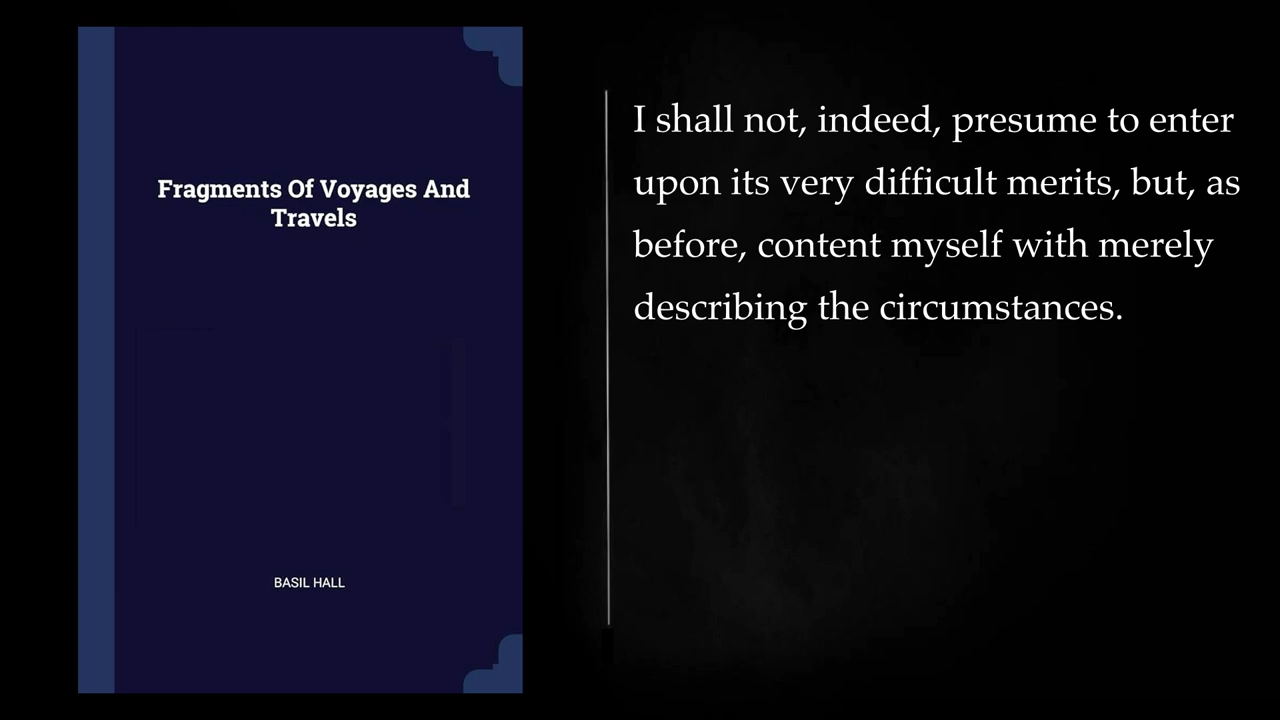 Fragments Of Voyages And
Travels
BASIL HALL
I shall not, indeed, presume to enter
upon its very difficult merits, but, as
before, content myself with merely
describing the circumstances.